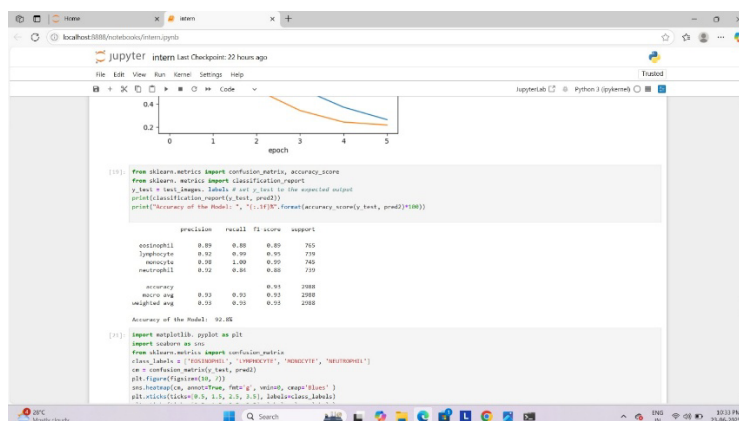 Home
intern
localhost:8888/notebooks/intern.ipynb
jupyter intern Last Checkpoint: 22 hours ago
File Edit View Run Kernel Settings Help
Trusted
Code
JupyterLab
Python 3 (ipykernel)
0.4
0.2
0 1 2 3 4 5
epoch
from sklearn.metrics import confusion_matrix, accuracy_score
from sklearn. metrics import classification_report
y_test = test_images. labels # set y_test to the expected output
print(classification_report(y_test, pred2))
print("Accuracy of the Model: ", "{:.1f}%".format(accuracy_score(y_test, pred2)*100))
precision recall f1-score support
eosinophil 0.89 0.88 0.89 765
lymphocyte 0.92 0.99 0.95 739
monocyte 0.98 1.00 0.99 745
neutrophil 0.92 0.84 0.88 739
accuracy 0.93 2988
macro avg 0.93 0.93 0.93 2988
weighted avg 0.93 0.93 0.93 2988
Accuracy of the Model: 92.8%
import matplotlib. pyplot as plt
import seaborn as sns
from sklearn.metrics import confusion_matrix
class_labels = ['EOSINOPHIL', 'LYMPHOCYTE', 'MONOCYTE', 'NEUTROPHIL']
cm = confusion_matrix(y_test, pred2)
plt.figure(figsize=(10, 7))
sns.heatmap(cm, annot=True, fmt='g', vmin=0, cmap='Blues' )
plt.xticks(ticks=[0.5, 1.5, 2.5, 3.5], labels=class_labels)
26°C
Mostly cloudy
Search
ENG
IN
10:33 PM